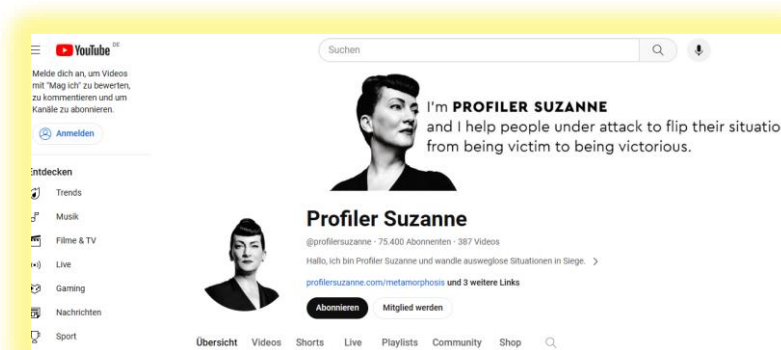 YouTube DE
Suchen
Melde dich an, um Videos
mit "Mag ich" zu bewerten,
zu kommentieren und um
Kanäle zu abonnieren.
Anmelden
Entdecken
Trends
Musik
Filme & TV
Live
Gaming
Nachrichten
Sport
I'm PROFILER SUZANNE
and I help people under attack to flip their situatio
from being victim to being victorious.
Profiler Suzanne
@profilersuzanne · 75.400 Abonnenten · 387 Videos
Hallo, ich bin Profiler Suzanne und wandle ausweglose Situationen in Siege. >
profilersuzanne.com/metamorphosis und 3 weitere Links
Abonnieren Mitglied werden
Übersicht Videos Shorts Live Playlists Community Shop